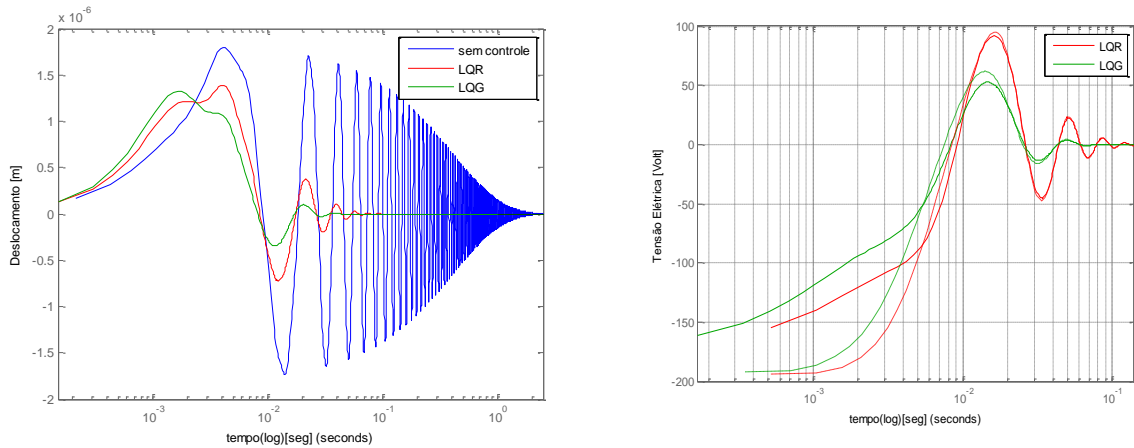 x 10-6
2
1.5
1
0.5
0
-0.5
-1
-1.5
-2
Deslocamento [m]
sem controle
LQR
LQG
10-3
10-2
10-1
100
tempo(log)[seg] (seconds)
100
50
0
-50
-100
-150
-200
Tensão Elétrica [Volt]
LQR
LQG
10-3
10-2
10-1
tempo(log)[seg] (seconds)